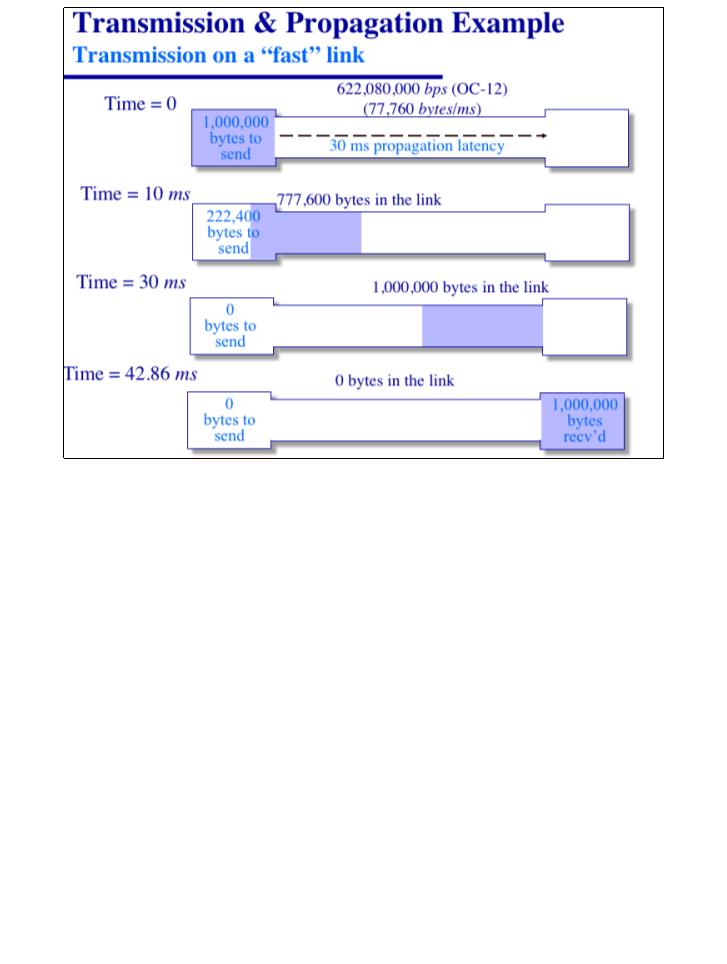 Transmission & Propagation Example
Transmission on a “fast” link
622,080,000 bps (OC-12)
(77,760 bytes/ms)
Time = 0
1,000,000
bytes to
send
30 ms propagation latency
Time = 10 ms
777,600 bytes in the link
222,400
bytes to
send
Time = 30 ms
1,000,000 bytes in the link
0
bytes to
send
Time = 42.86 ms
0 bytes in the link
0
bytes to
send
1,000,000
bytes
recv’d